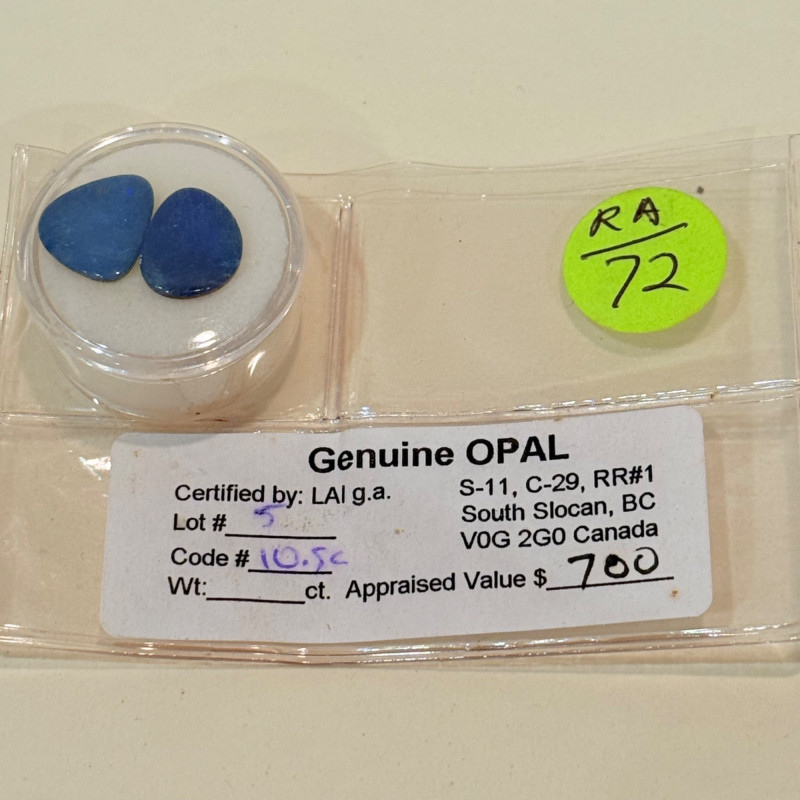 RA
72
Genuine OPAL
Certified by: LAI g.a.
Lot # 5
Code # 10.5c
Wt:______ct. Appraised Value $ 700
S-11, C-29, RR#1
South Slocan, BC
V0G 2G0 Canada